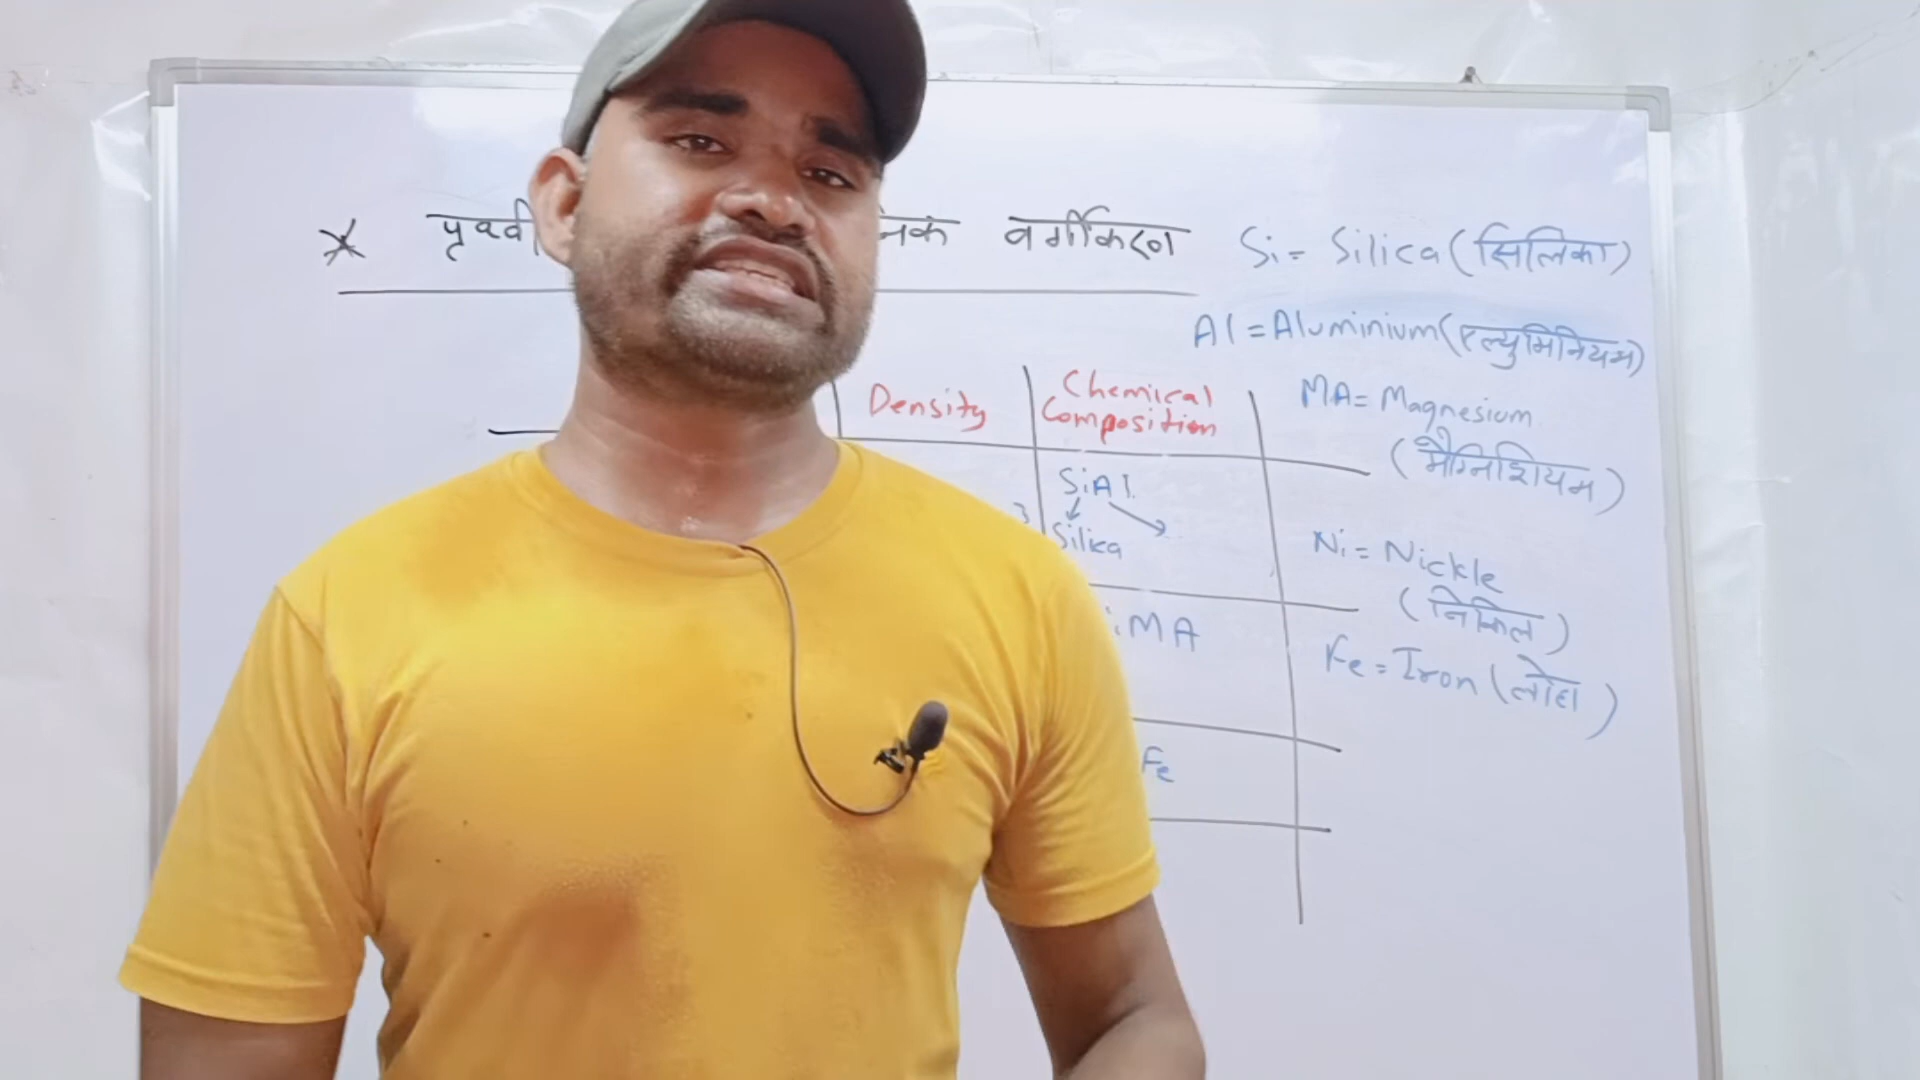 पृथ्वी वर्गीकरण
Si = Silica (सिलिका)
Al = Aluminium (एल्युमिनियम)
Density
Chemical
Composition
MA = Magnesium
(मैग्निशियम)
SiAl
Silica
Ni = Nickle
(निकिल)
iMA
Fe = Iron (लोहा)
Fe